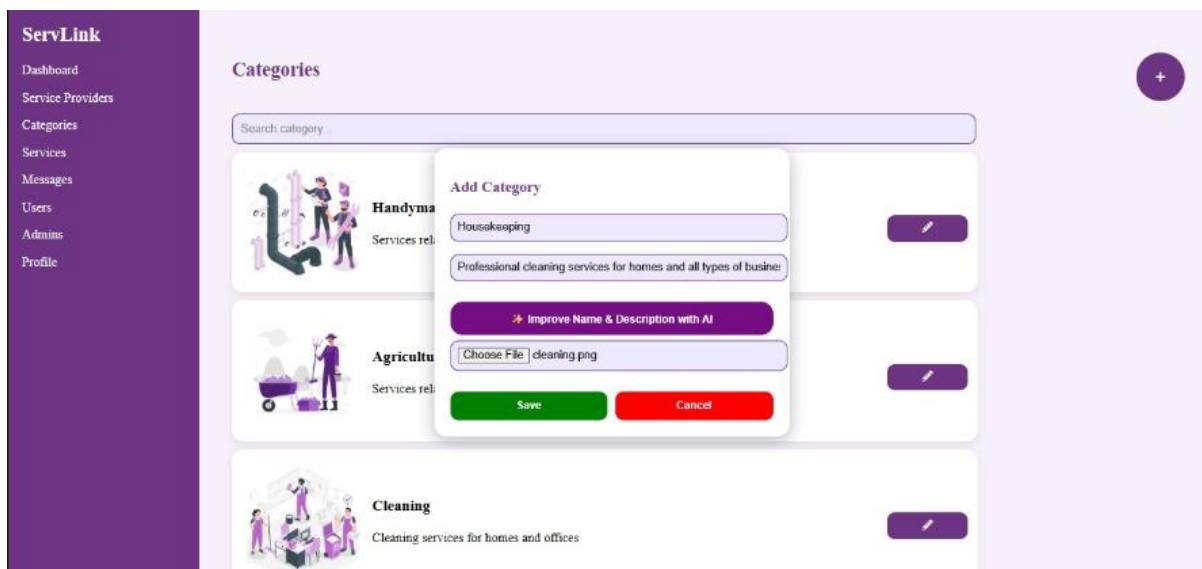 ServLink
Dashboard
Service Providers
Categories
Services
Messages
Users
Admins
Profile
Categories
+
Search category...
Handyma
Services rel
Add Category
Housekeeping
Professional cleaning services for homes and all types of busine
✨ Improve Name & Description with AI
Choose File cleaning.png
Save Cancel
Agricultu
Services rel
Cleaning
Cleaning services for homes and offices